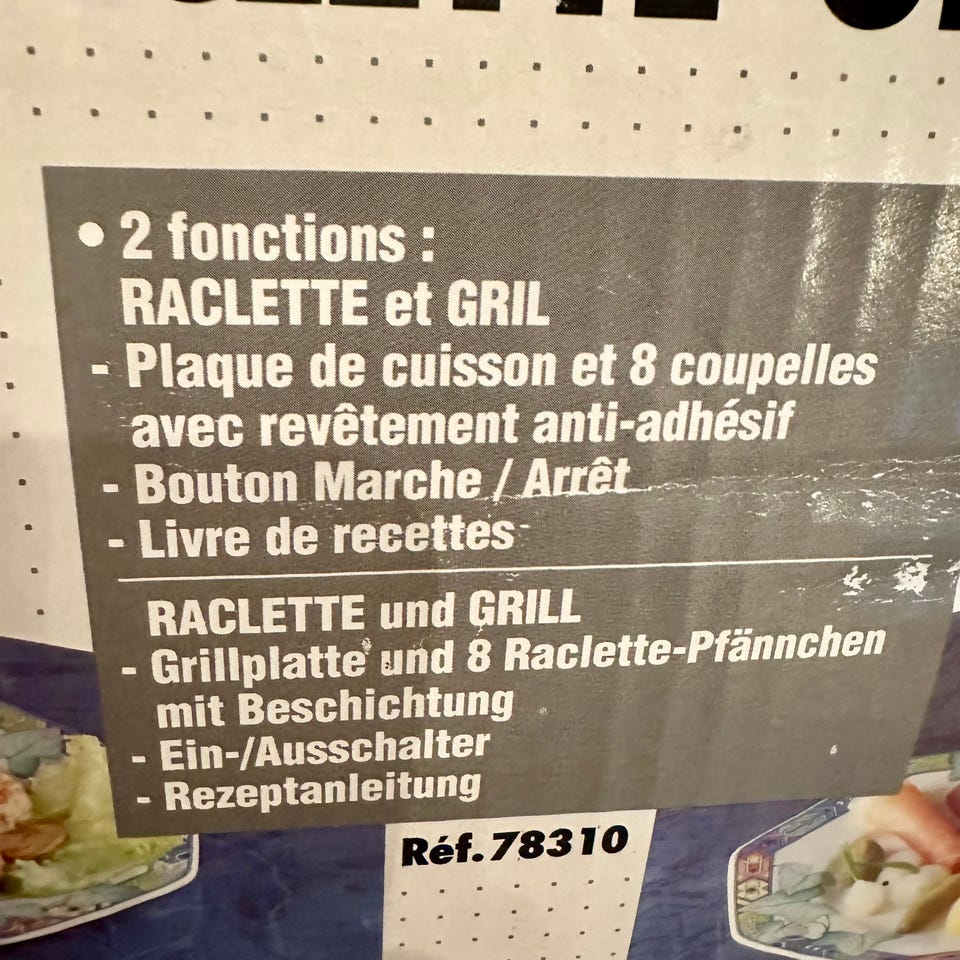 • 2 fonctions :
RACLETTE et GRIL
- Plaque de cuisson et 8 coupelles
avec revêtement anti-adhésif
- Bouton Marche / Arrêt
- Livre de recettes
RACLETTE und GRILL
- Grillplatte und 8 Raclette-Pfännchen
mit Beschichtung
- Ein-/Ausschalter
- Rezeptanleitung
Réf. 78310